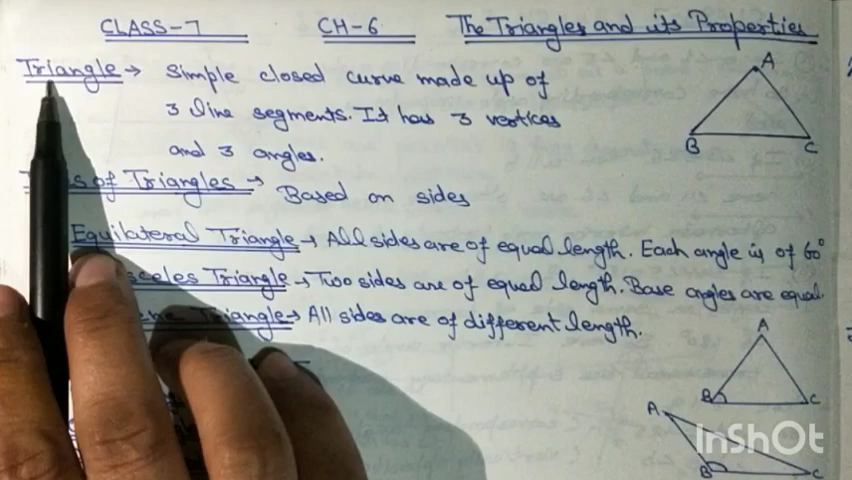 CLASS-7 CH-6 The Triangles and its Properties
Triangle → Simple closed curve made up of
3 line segments. It has 3 vertices
and 3 angles.
A
B C
of Triangles → Based on sides
Equilateral Triangle → All sides are of equal length. Each angle is of 60°
Triangle → Two sides are of equal length. Base angles are equal.
Triangle → All sides are of different length.
A
B C
A
B C
InShOt